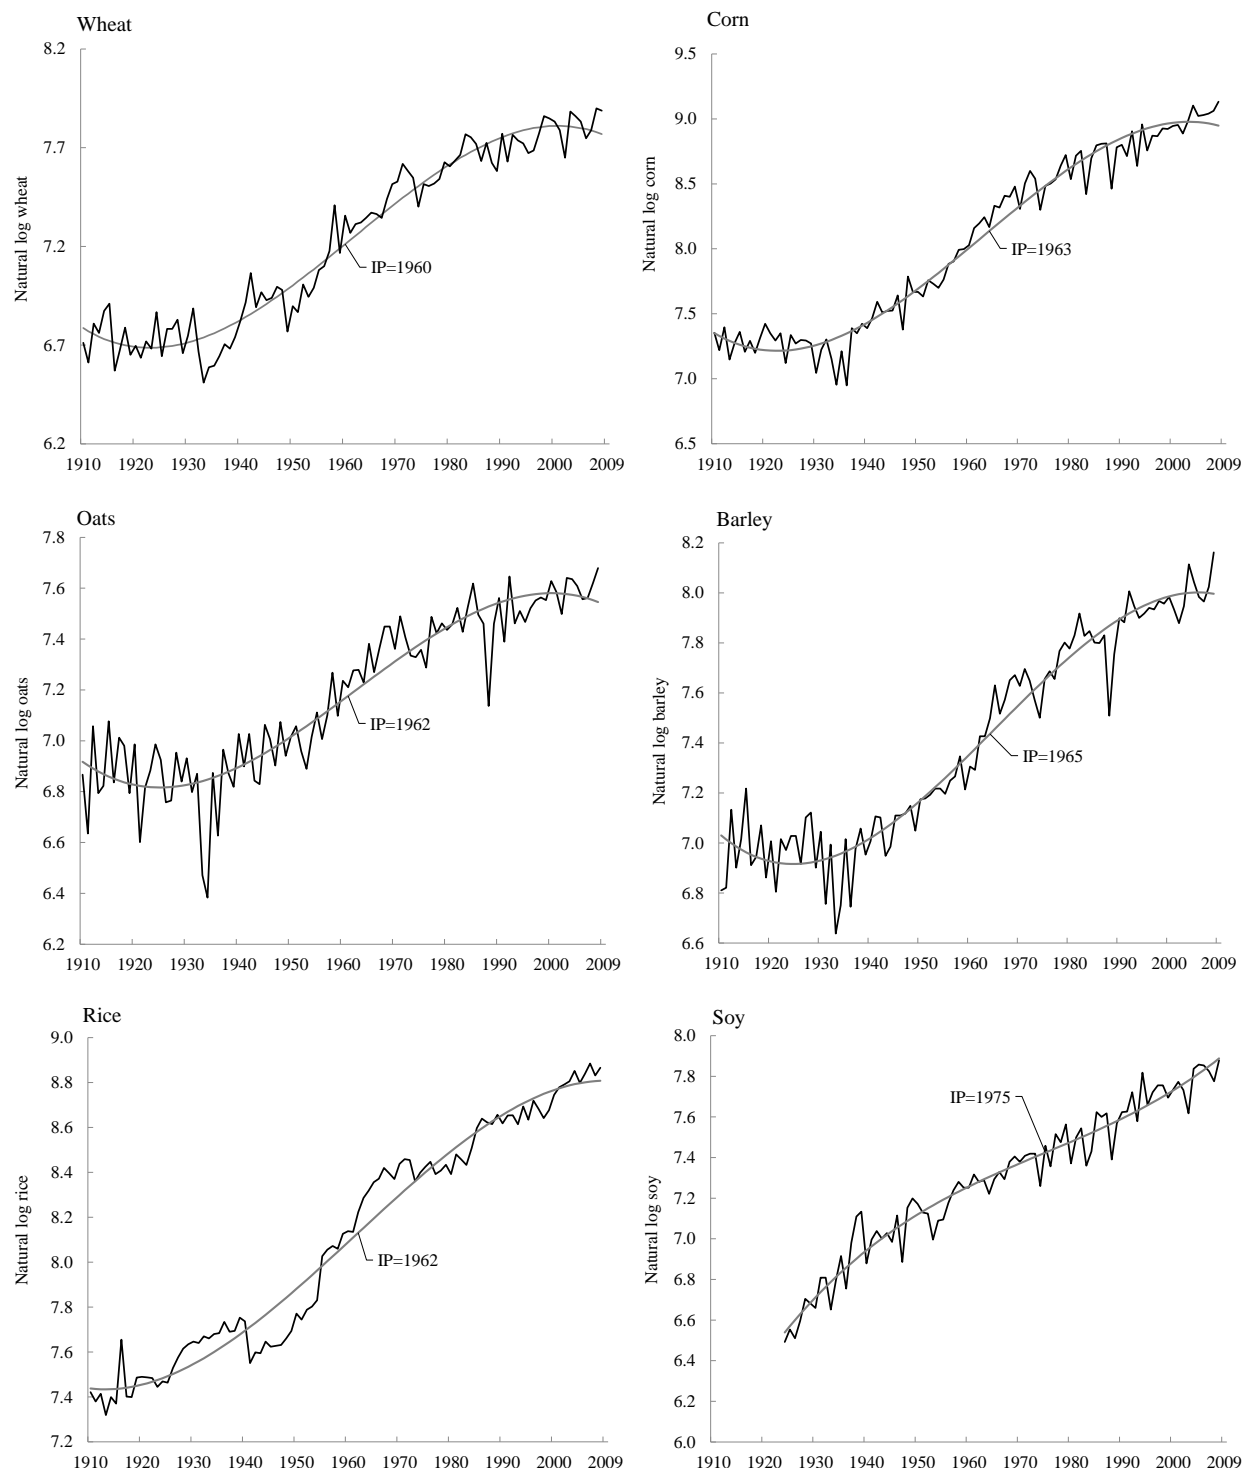 Wheat
8.2
7.7
7.2
6.7
6.2
Natural log wheat
IP=1960
1910 1920 1930 1940 1950 1960 1970 1980 1990 2000 2009
Corn
9.5
9.0
8.5
8.0
7.5
7.0
6.5
Natural log corn
IP=1963
1910 1920 1930 1940 1950 1960 1970 1980 1990 2000 2009
Oats
7.8
7.6
7.4
7.2
7.0
6.8
6.6
6.4
6.2
Natural log oats
IP=1962
1910 1920 1930 1940 1950 1960 1970 1980 1990 2000 2009
Barley
8.2
8.0
7.8
7.6
7.4
7.2
7.0
6.8
6.6
Natural log barley
IP=1965
1910 1920 1930 1940 1950 1960 1970 1980 1990 2000 2009
Rice
9.0
8.8
8.6
8.4
8.2
8.0
7.8
7.6
7.4
7.2
Natural log rice
IP=1962
1910 1920 1930 1940 1950 1960 1970 1980 1990 2000 2009
Soy
8.0
7.8
7.6
7.4
7.2
7.0
6.8
6.6
6.4
6.2
6.0
Natural log soy
IP=1975
1910 1920 1930 1940 1950 1960 1970 1980 1990 2000 2009